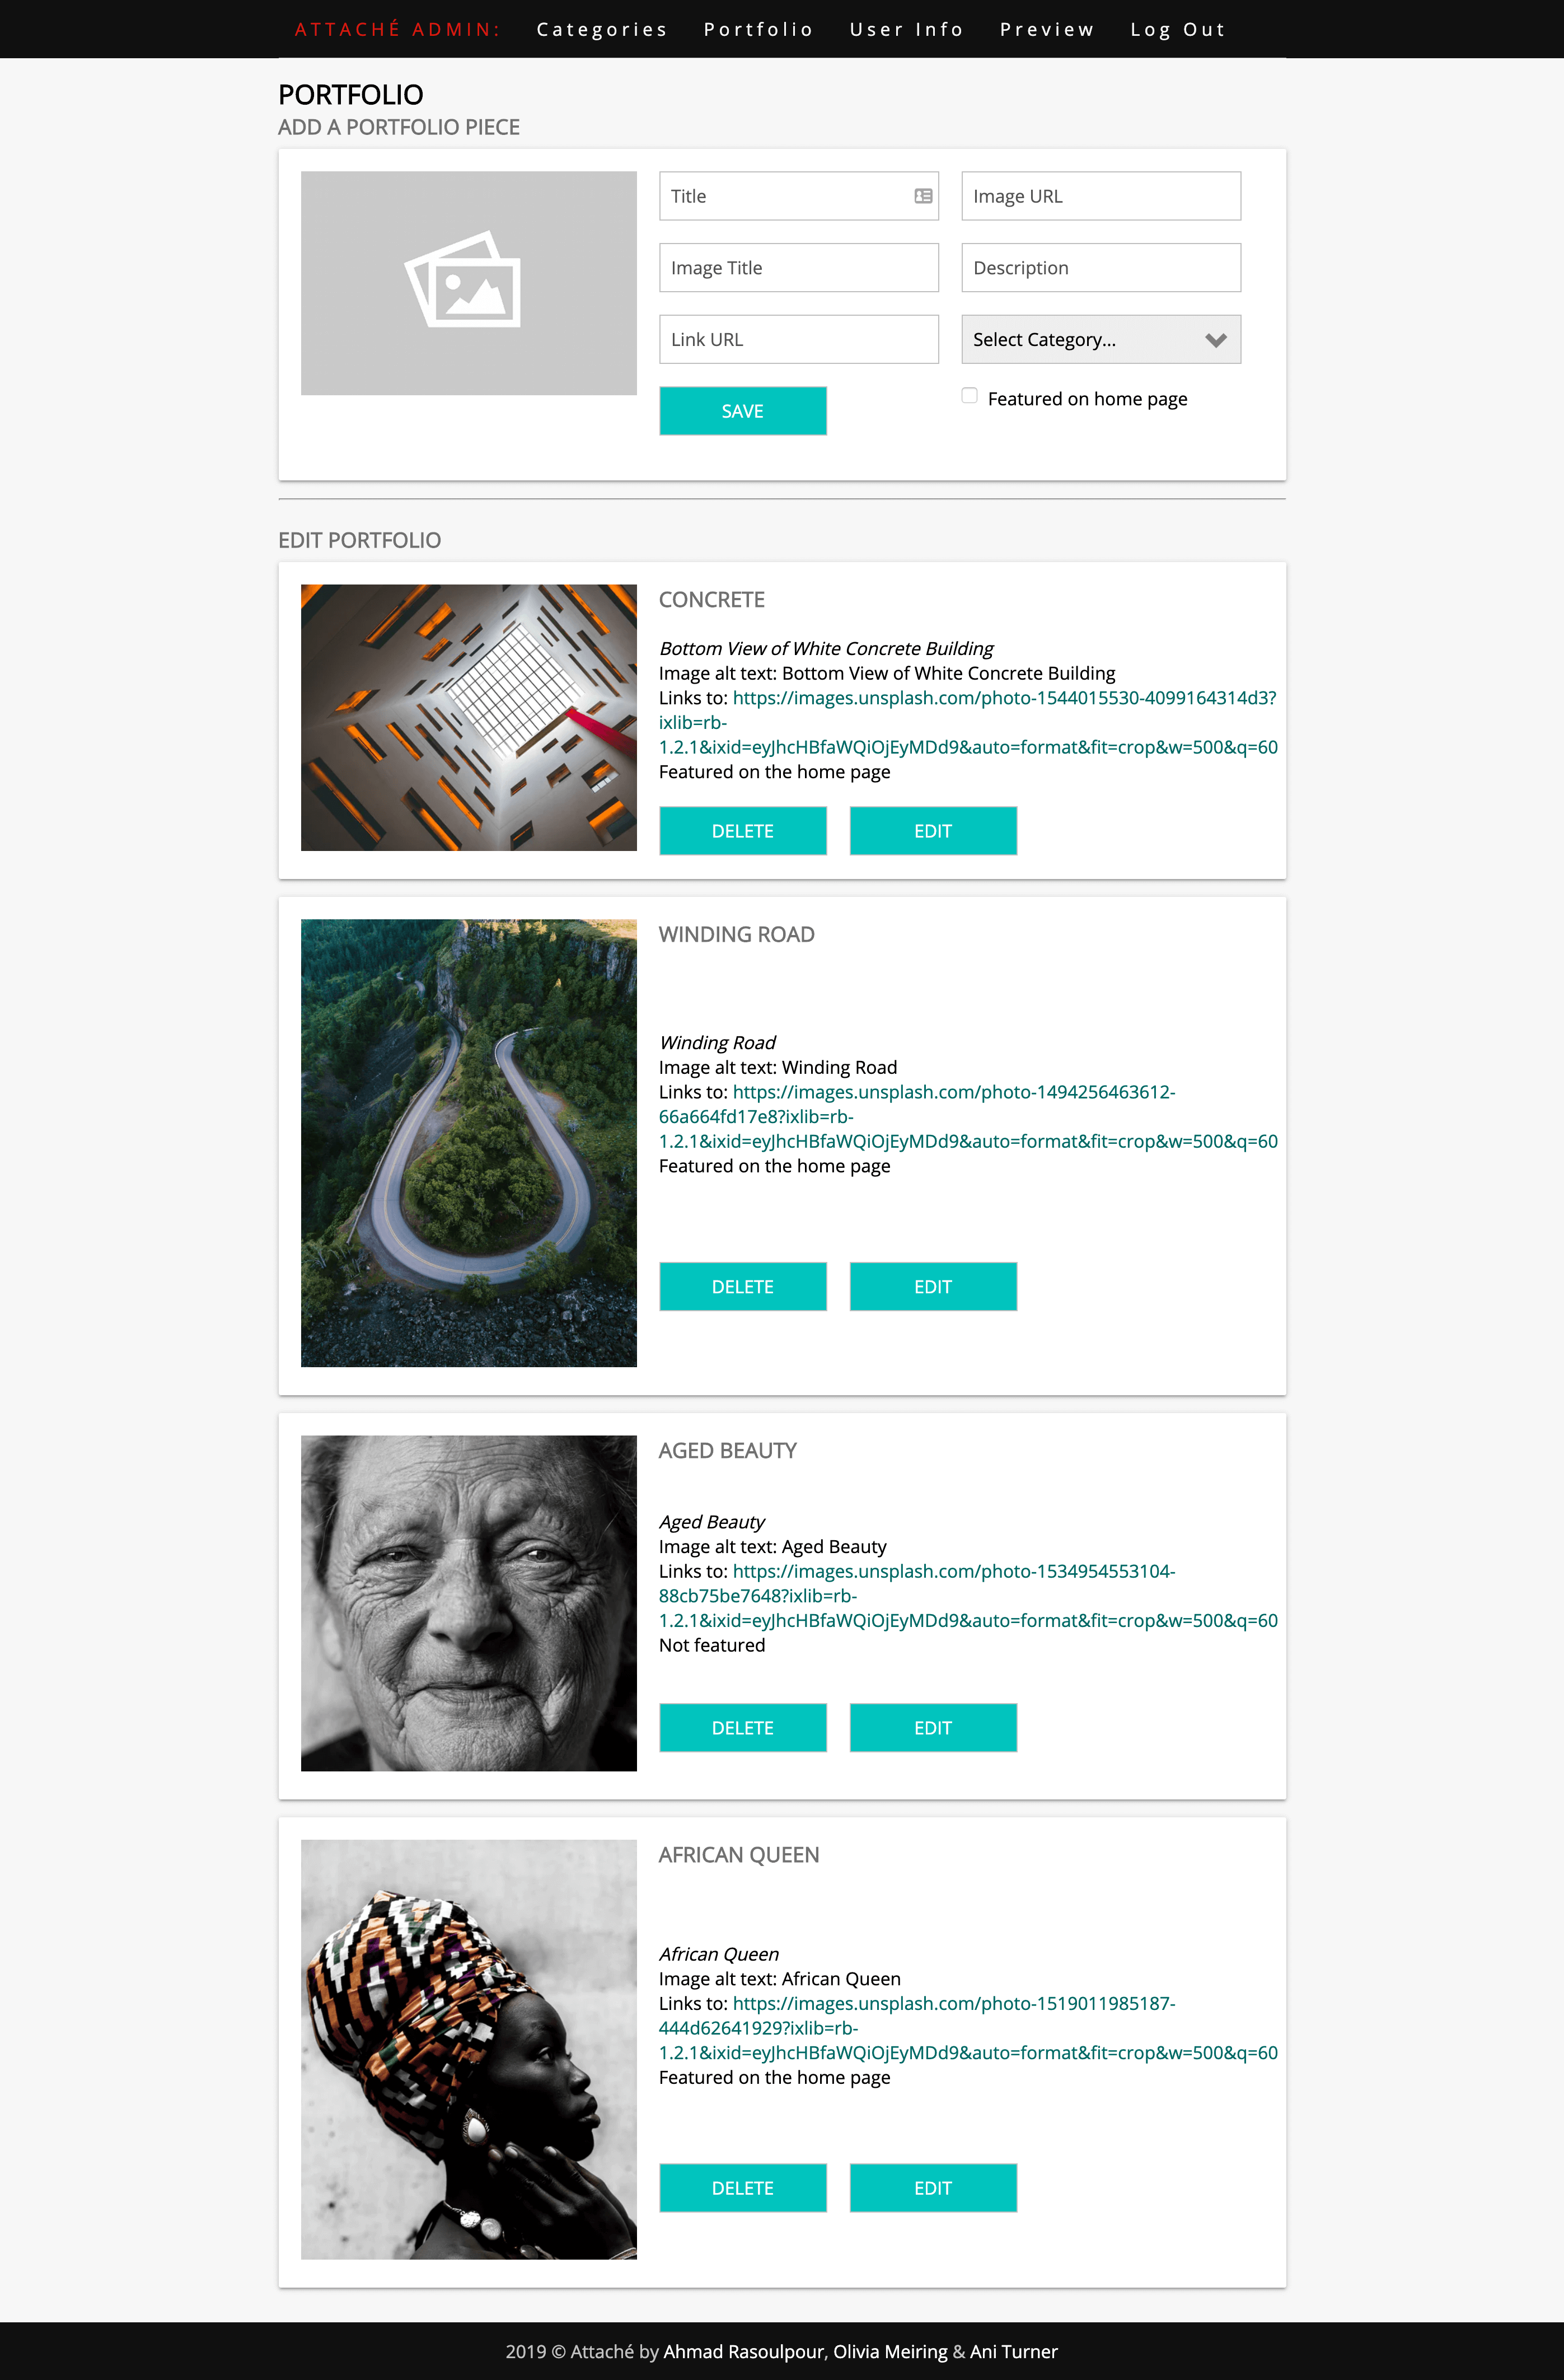 ATTACHÉ ADMIN: Categories Portfolio User Info Preview Log Out
PORTFOLIO
ADD A PORTFOLIO PIECE
Title
Image URL
Image Title
Description
Link URL
Select Category...
SAVE
Featured on home page
EDIT PORTFOLIO
CONCRETE
Bottom View of White Concrete Building
Image alt text: Bottom View of White Concrete Building
Links to: https://images.unsplash.com/photo-1544015530-4099164314d3?
ixlib=rb-
1.2.1&ixid=eyJhcHBfaWQiOjEyMDd9&auto=format&fit=crop&w=500&q=60
Featured on the home page
DELETE EDIT
WINDING ROAD
Winding Road
Image alt text: Winding Road
Links to: https://images.unsplash.com/photo-1494256463612-
66a664fd17e8?ixlib=rb-
1.2.1&ixid=eyJhcHBfaWQiOjEyMDd9&auto=format&fit=crop&w=500&q=60
Featured on the home page
DELETE EDIT
AGED BEAUTY
Aged Beauty
Image alt text: Aged Beauty
Links to: https://images.unsplash.com/photo-1534954553104-
88cb75be7648?ixlib=rb-
1.2.1&ixid=eyJhcHBfaWQiOjEyMDd9&auto=format&fit=crop&w=500&q=60
Not featured
DELETE EDIT
AFRICAN QUEEN
African Queen
Image alt text: African Queen
Links to: https://images.unsplash.com/photo-1519011985187-
444d62641929?ixlib=rb-
1.2.1&ixid=eyJhcHBfaWQiOjEyMDd9&auto=format&fit=crop&w=500&q=60
Featured on the home page
DELETE EDIT
2019 © Attaché by Ahmad Rasoulpour, Olivia Meiring & Ani Turner